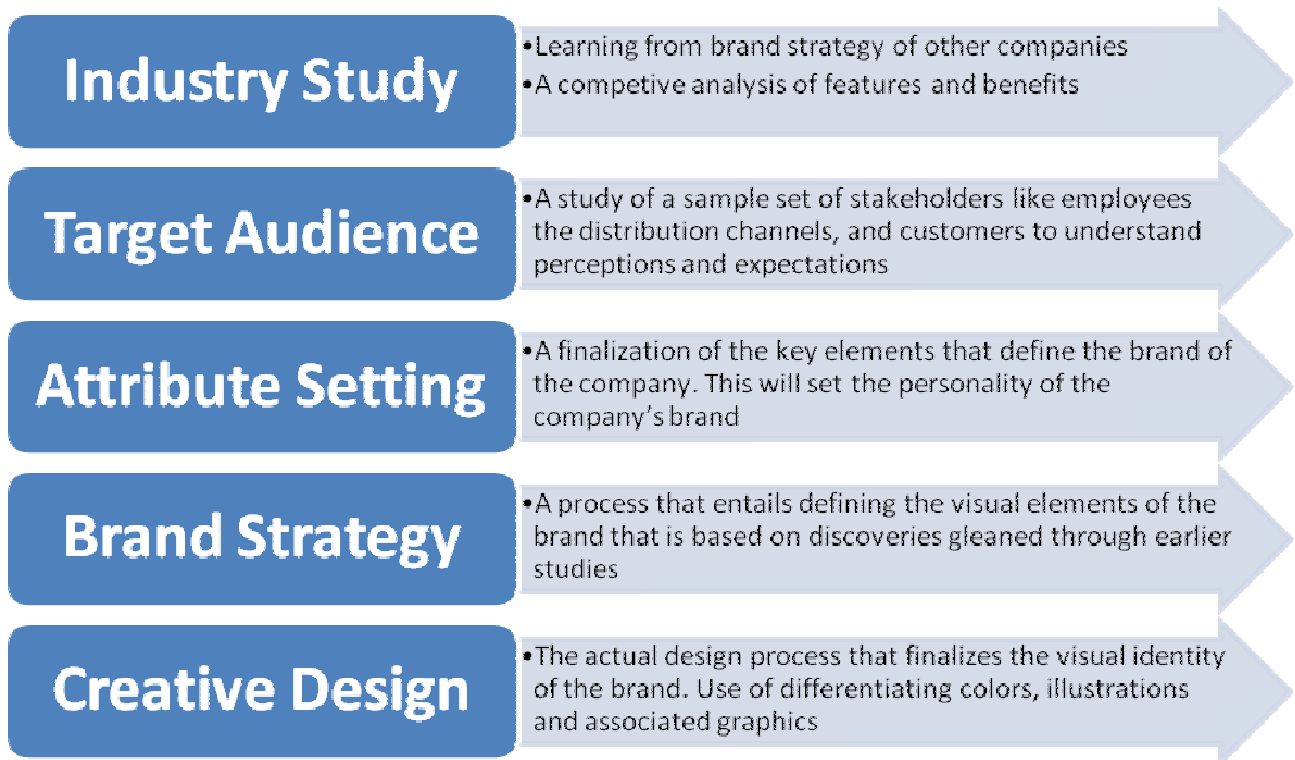 Industry Study
•Learning from brand strategy of other companies
•A competive analysis of features and benefits
Target Audience
•A study of a sample set of stakeholders like employees
the distribution channels, and customers to understand
perceptions and expectations
Attribute Setting
•A finalization of the key elements that define the brand of
the company. This will set the personality of the
company's brand
Brand Strategy
•A process that entails defining the visual elements of the
brand that is based on discoveries gleaned through earlier
studies
Creative Design
•The actual design process that finalizes the visual identity
of the brand. Use of differentiating colors, illustrations
and associated graphics